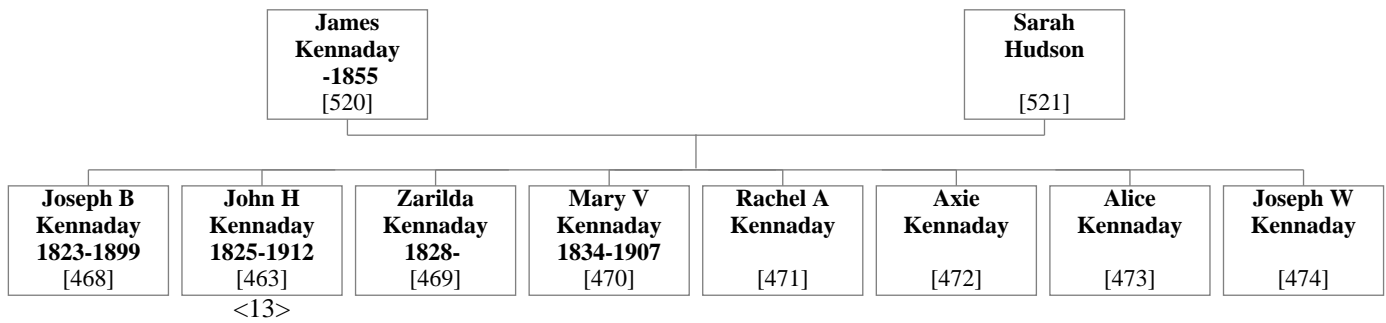 James
Kennaday
-1855
[520]
Sarah
Hudson
[521]
Joseph B
Kennaday
1823-1899
[468]
John H
Kennaday
1825-1912
[463]
<13>
Zarilda
Kennaday
1828-
[469]
Mary V
Kennaday
1834-1907
[470]
Rachel A
Kennaday
[471]
Axie
Kennaday
[472]
Alice
Kennaday
[473]
Joseph W
Kennaday
[474]